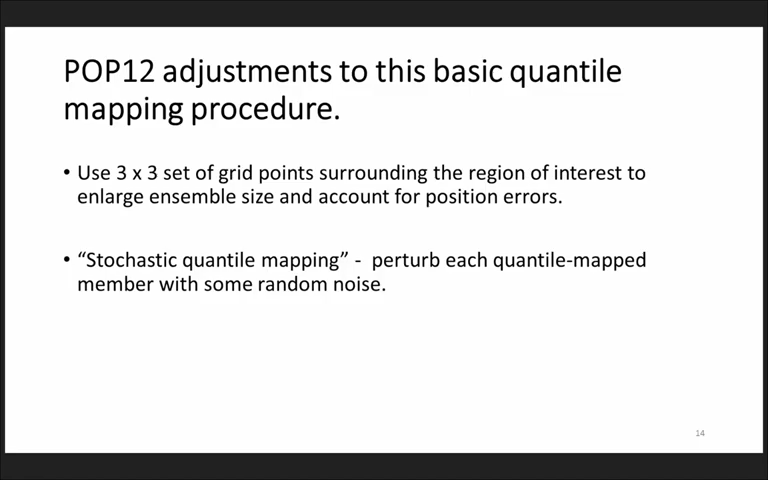 POP12 adjustments to this basic quantile
mapping procedure.
• Use 3 x 3 set of grid points surrounding the region of interest to
enlarge ensemble size and account for position errors.
• “Stochastic quantile mapping” - perturb each quantile-mapped
member with some random noise.
14